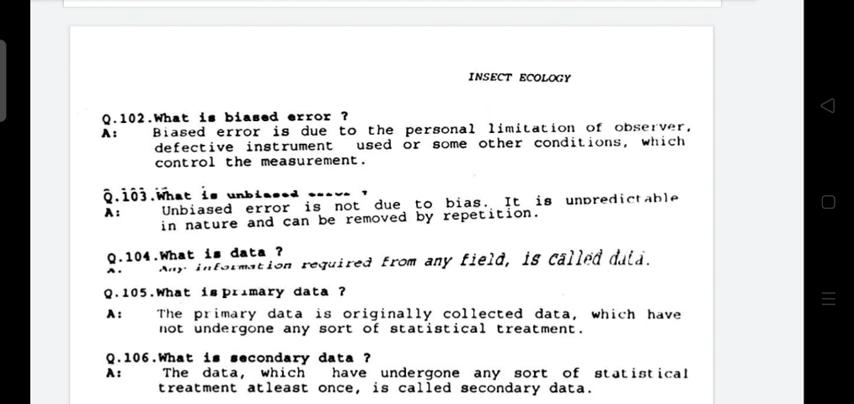 INSECT ECOLOGY
Q.102.What is biased error ?
A: Biased error is due to the personal limitation of observer,
defective instrument used or some other conditions, which
control the measurement.
Q.103.What is unbiased ?
A: Unbiased error is not due to bias. It is unpredictable
in nature and can be removed by repetition.
Q.104.What is data ?
A. Any information required from any field, is called data.
Q.105.What is primary data ?
A: The primary data is originally collected data, which have
not undergone any sort of statistical treatment.
Q.106.What is secondary data ?
A: The data, which have undergone any sort of statistical
treatment atleast once, is called secondary data.